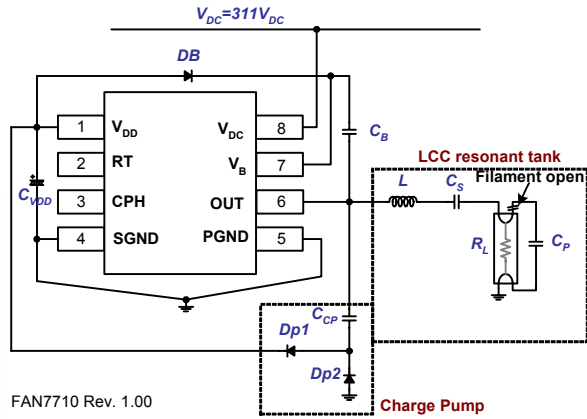 VDC=311VDC
DB
1 VDD
2 RT
3 CPH
4 SGND
VDC 8
VB 7
OUT 6
PGND 5
CVDD
CB
LCC resonant tank
L
CS
Filament open
RL
CP
CCP
Dp1
Dp2
Charge Pump
FAN7710 Rev. 1.00